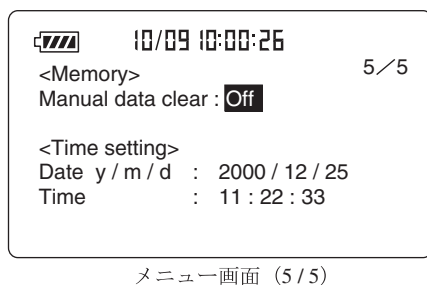 10/09 10:00:26
<Memory> 5／5
Manual data clear : Off
<Time setting>
Date y / m / d : 2000 / 12 / 25
Time : 11 : 22 : 33
メニュー画面（5 / 5）